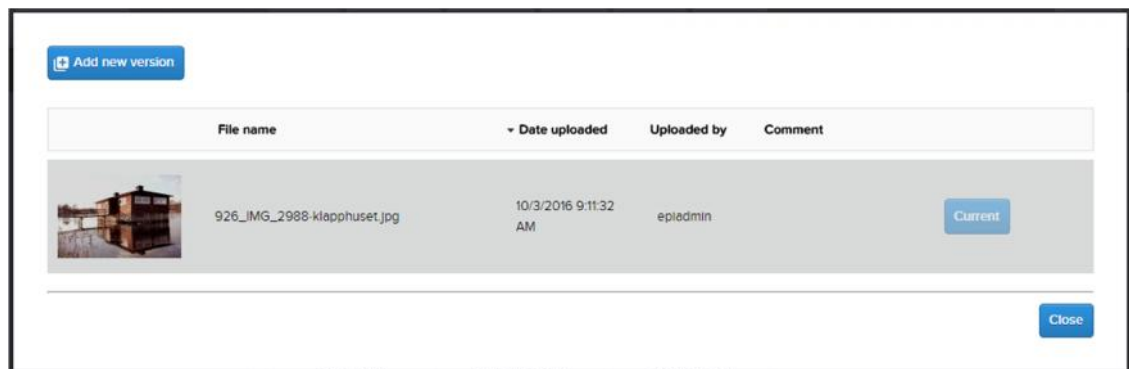 Add new version
File name Date uploaded Uploaded by Comment
926_IMG_2988-klapphuset.jpg 10/3/2016 9:11:32 AM epiadmin Current
Close